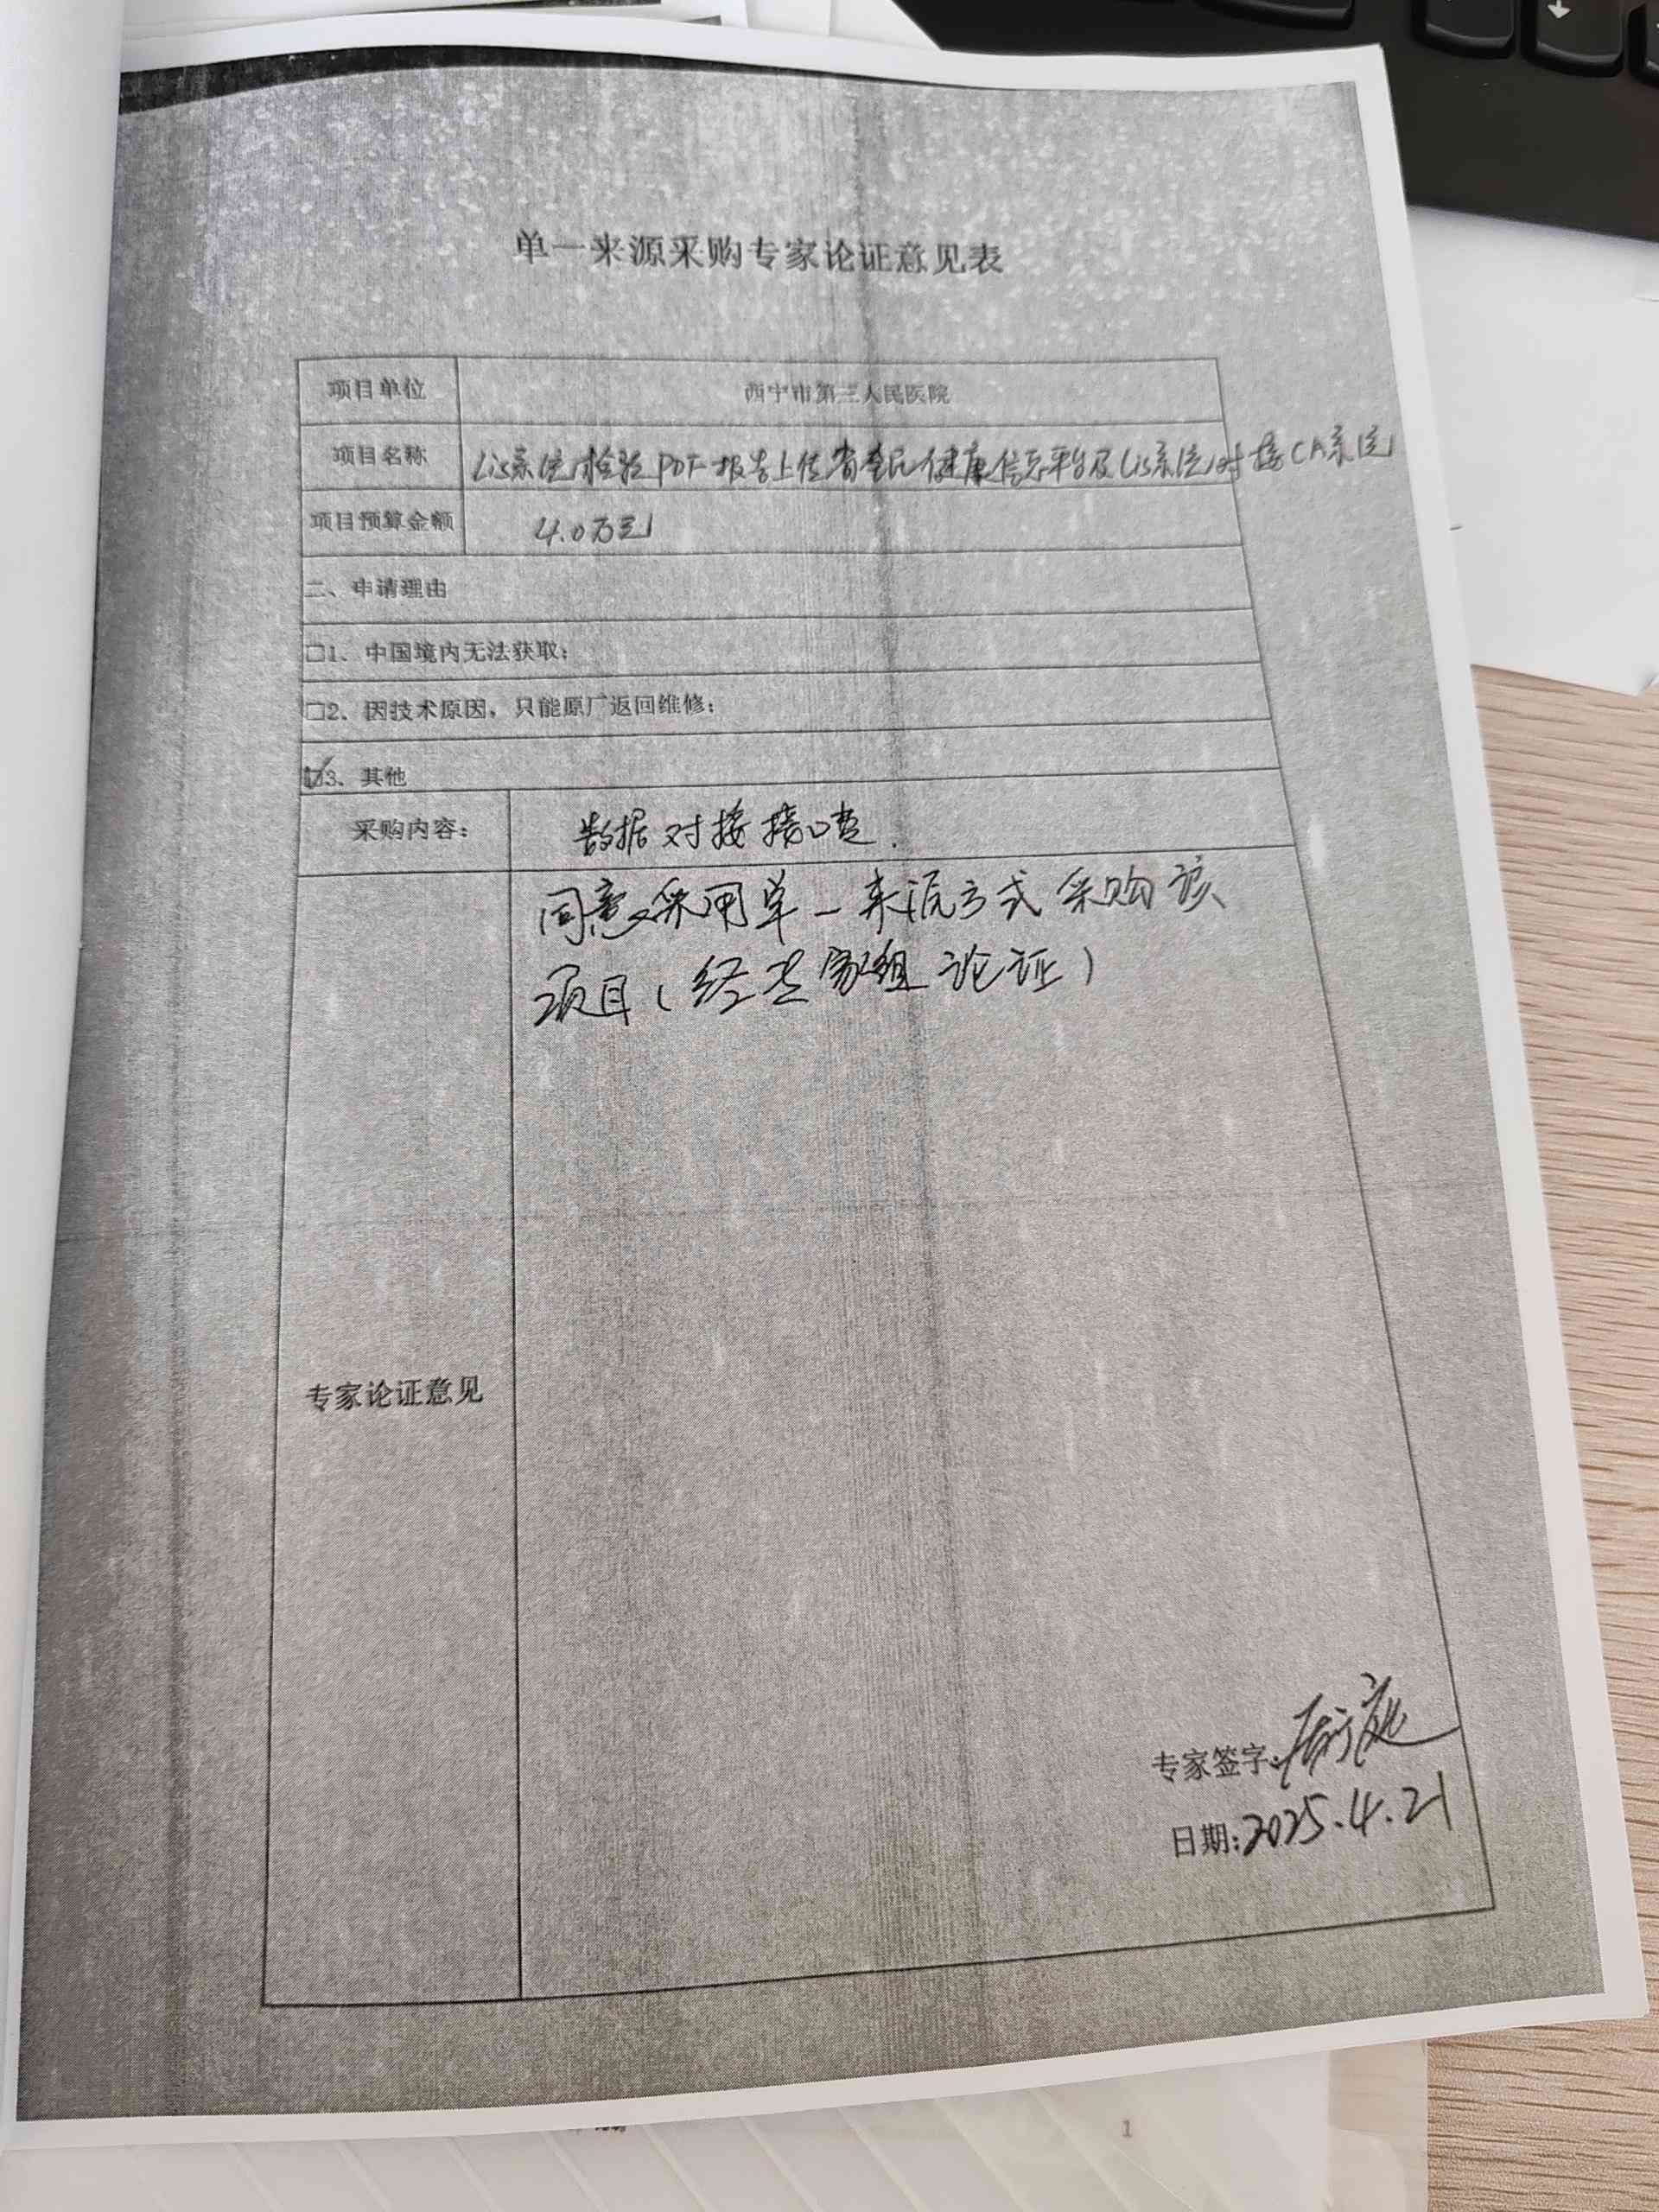 单一来源采购专家论证意见表
项目单位 西宁市第三人民医院
项目名称 Lis系统检验PDF报告上传省全民健康信息平台及Lis系统对接CA系统
项目预算金额 4.0万元
二、申请理由
□1、中国境内无法获取；
□2、因技术原因，只能原厂返回维修；
☑3、其他
采购内容： 数据对接接口费.
同意采用单一来源方式采购该
项目（经专家组论证）
专家论证意见
专家签字:
日期:2025.4.21
1